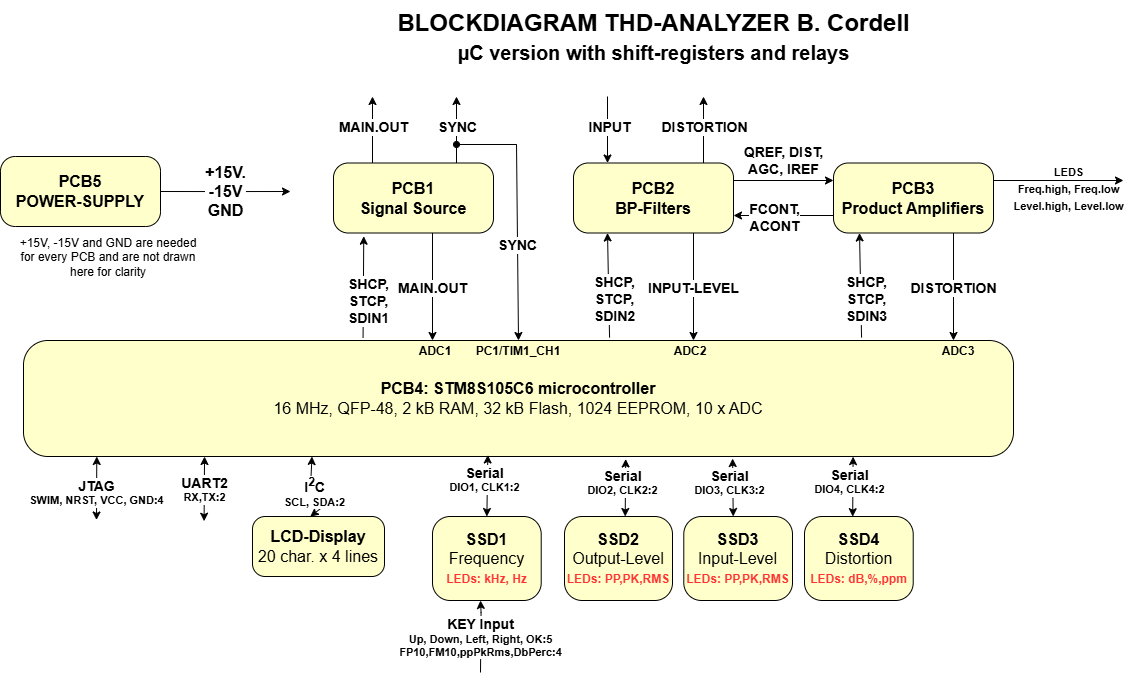 BLOCKDIAGRAM THD-ANALYZER B. Cordell
µC version with shift-registers and relays
MAIN.OUT
SYNC
INPUT
DISTORTION
PCB5
POWER-SUPPLY
+15V.
-15V
GND
+15V, -15V and GND are needed
for every PCB and are not drawn
here for clarity
PCB1
Signal Source
PCB2
BP-Filters
QREF, DIST,
AGC, IREF
FCONT,
ACONT
PCB3
Product Amplifiers
LEDS
Freq.high, Freq.low
Level.high, Level.low
SHCP,
STCP,
SDIN1
MAIN.OUT
SYNC
SHCP,
STCP,
SDIN2
INPUT-LEVEL
SHCP,
STCP,
SDIN3
DISTORTION
ADC1
PC1/TIM1_CH1
ADC2
ADC3
PCB4: STM8S105C6 microcontroller
16 MHz, QFP-48, 2 kB RAM, 32 kB Flash, 1024 EEPROM, 10 x ADC
JTAG
SWIM, NRST, VCC, GND:4
UART2
RX,TX:2
I²C
SCL, SDA:2
LCD-Display
20 char. x 4 lines
Serial
DIO1, CLK1:2
SSD1
Frequency
LEDs: kHz, Hz
Serial
DIO2, CLK2:2
SSD2
Output-Level
LEDs: PP,PK,RMS
Serial
DIO3, CLK3:2
SSD3
Input-Level
LEDs: PP,PK,RMS
Serial
DIO4, CLK4:2
SSD4
Distortion
LEDs: dB,%,ppm
KEY Input
Up, Down, Left, Right, OK:5
FP10,FM10,ppPkRms,DbPerc:4